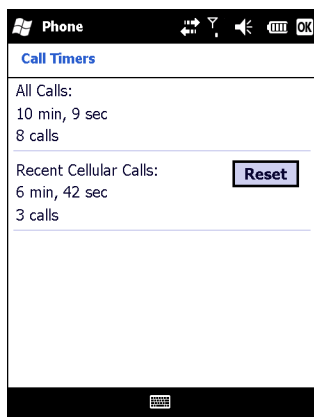 Phone
OK
Call Timers
All Calls:
10 min, 9 sec
8 calls
Recent Cellular Calls:
Reset
6 min, 42 sec
3 calls